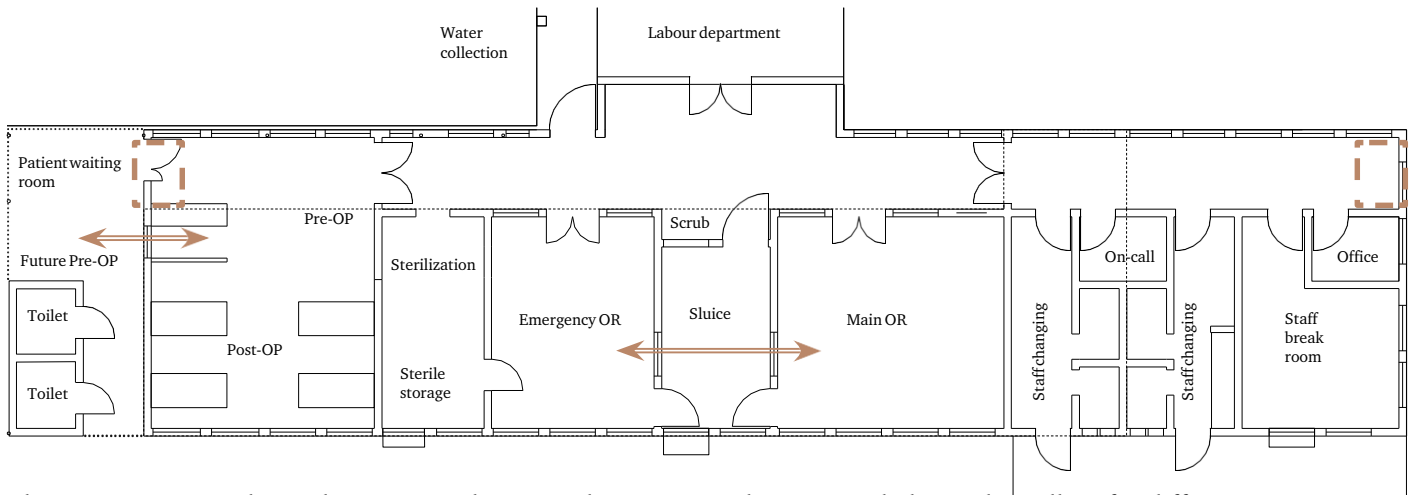 Water
collection
Labour department
Patient waiting
room
Pre-OP
Scrub
Future Pre-OP
Sterilization
On-call
Office
Toilet
Emergency OR
Sluice
Main OR
Staff changing
Staff changing
Staff
break
room
Post-OP
Sterile
storage
Toilet